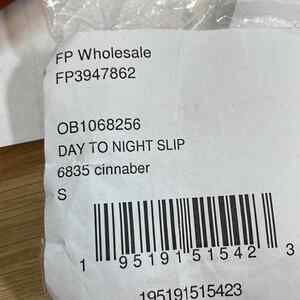 FP Wholesale
FP3947862
OB1068256
DAY TO NIGHT SLIP
6835 cinnaber
S
1 95191 51542 3
195191515423